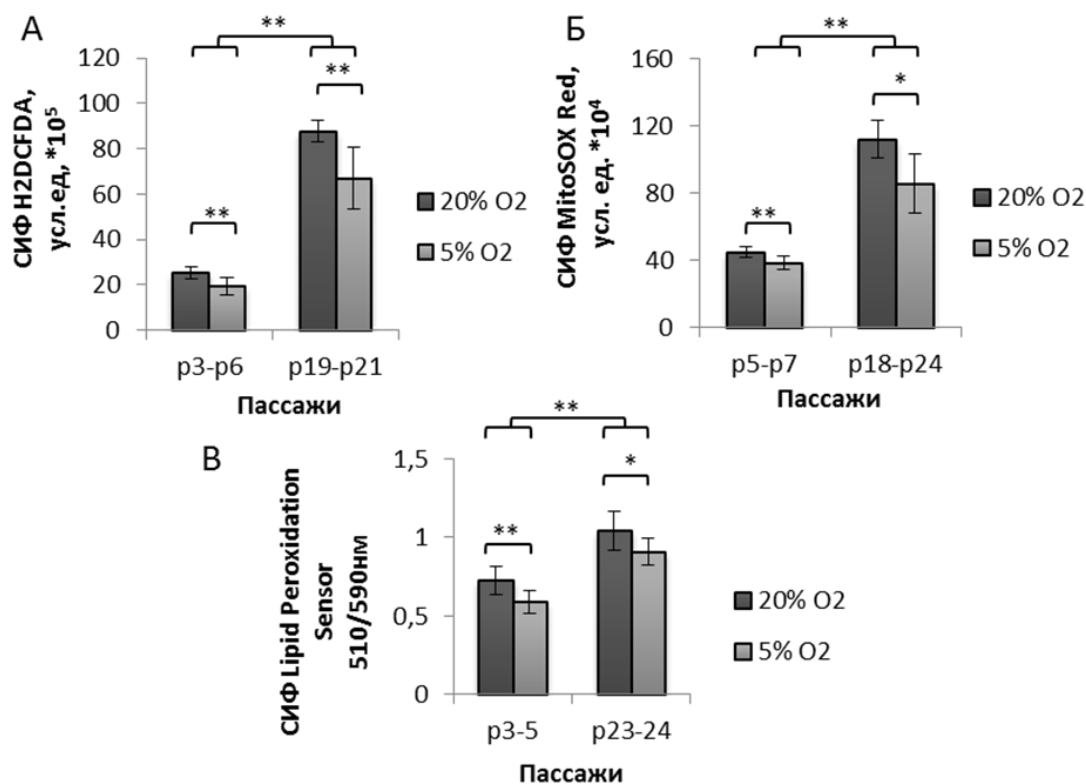 А
**
**
**
120
100
80
60
40
20
0
СИФ H2DCFDA,
усл.ед, *10⁵
20% O2
5% O2
p3-p6
p19-p21
Пассажи
Б
**
*
**
160
120
80
40
0
СИФ MitoSOX Red,
усл. ед. *10⁴
20% O2
5% O2
p5-p7
p18-p24
Пассажи
В
**
*
**
1,5
1
0,5
0
СИФ Lipid Peroxidation
Sensor
510/590нм
20% O2
5% O2
p3-5
p23-24
Пассажи